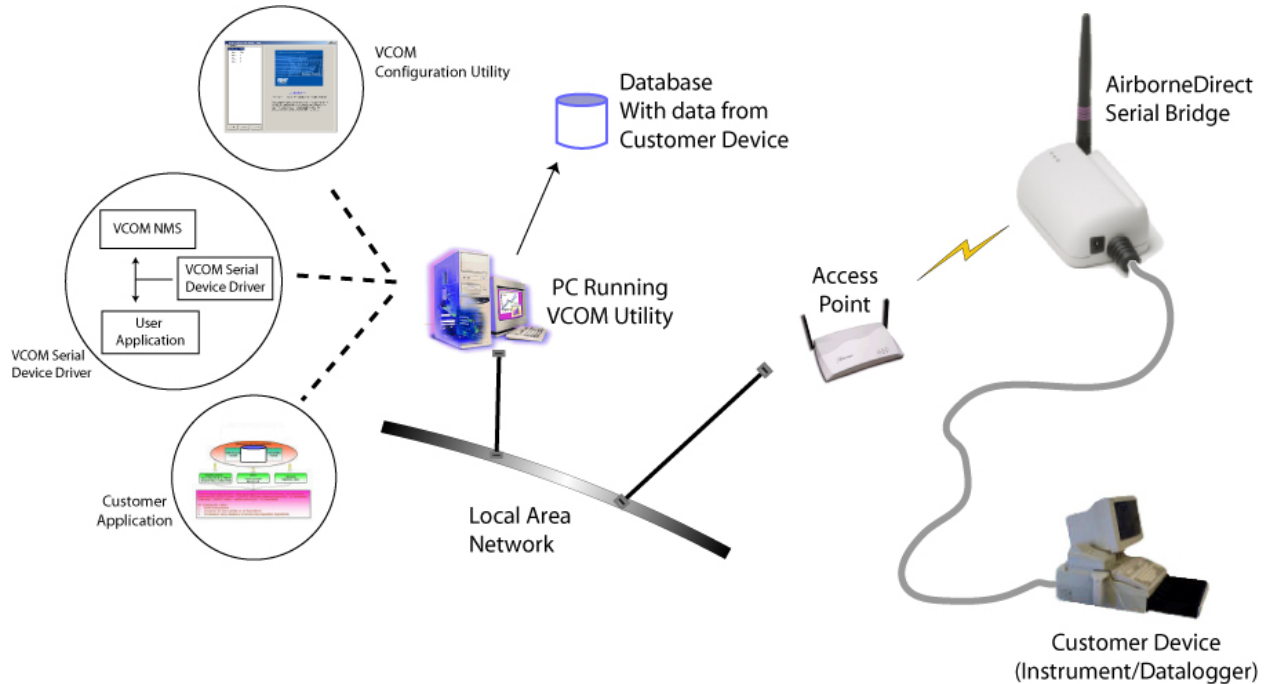 VCOM
Configuration Utility
Database
With data from
Customer Device
AirborneDirect
Serial Bridge
VCOM NMS
VCOM Serial
Device Driver
User
Application
VCOM Serial
Device Driver
PC Running
VCOM Utility
Access
Point
Customer
Application
Local Area
Network
Customer Device
(Instrument/Datalogger)